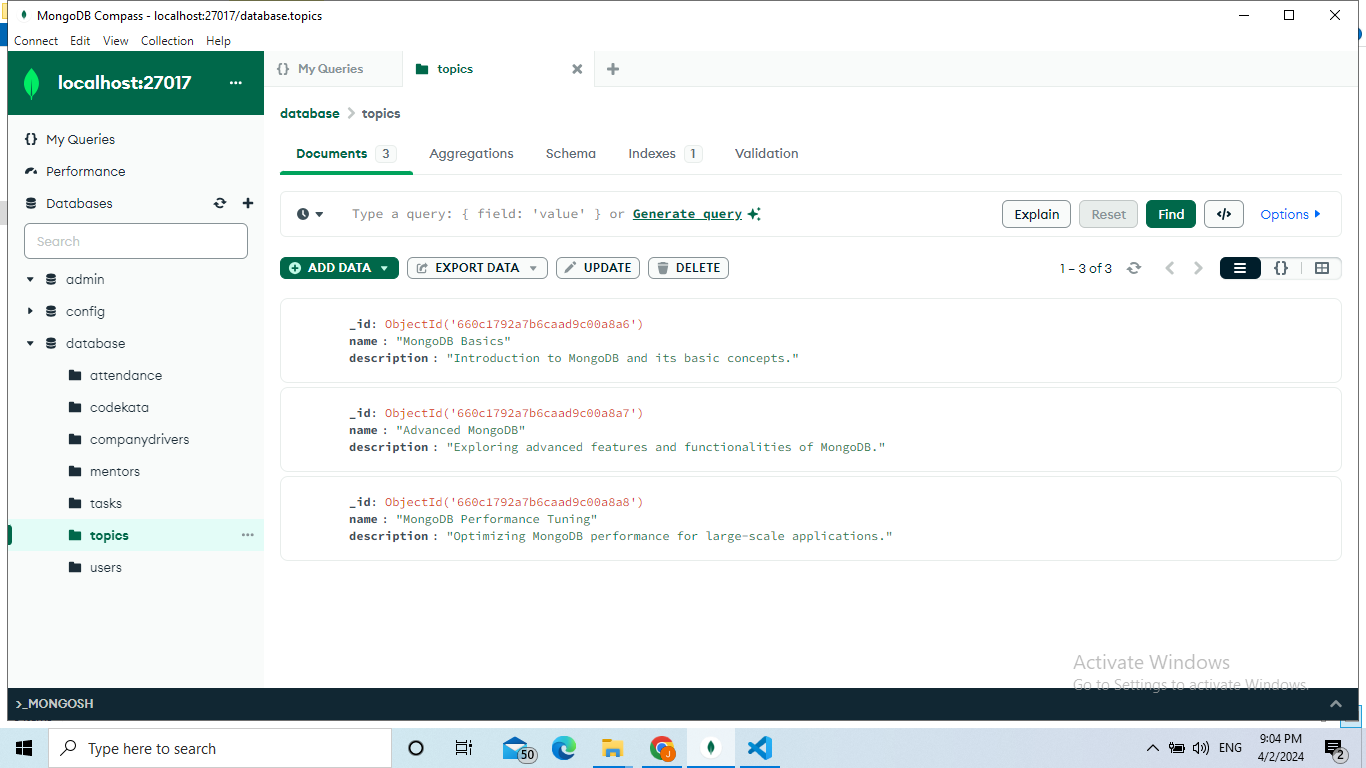 MongoDB Compass - localhost:27017/database.topics
Connect Edit View Collection Help
localhost:27017 ...
My Queries
Performance
Databases
Search
admin
config
database
attendance
codekata
companydrivers
mentors
tasks
topics ...
users
{} My Queries
topics
database > topics
Documents 3 Aggregations Schema Indexes 1 Validation
Type a query: { field: 'value' } or Generate query
Explain Reset Find </> Options
ADD DATA EXPORT DATA UPDATE DELETE
1 – 3 of 3
_id: ObjectId('660c1792a7b6caad9c00a8a6')
name : "MongoDB Basics"
description : "Introduction to MongoDB and its basic concepts."
_id: ObjectId('660c1792a7b6caad9c00a8a7')
name : "Advanced MongoDB"
description : "Exploring advanced features and functionalities of MongoDB."
_id: ObjectId('660c1792a7b6caad9c00a8a8')
name : "MongoDB Performance Tuning"
description : "Optimizing MongoDB performance for large-scale applications."
Activate Windows
Go to Settings to activate Windows.
>_MONGOSH
Type here to search
50
J
ENG
9:04 PM
4/2/2024
2